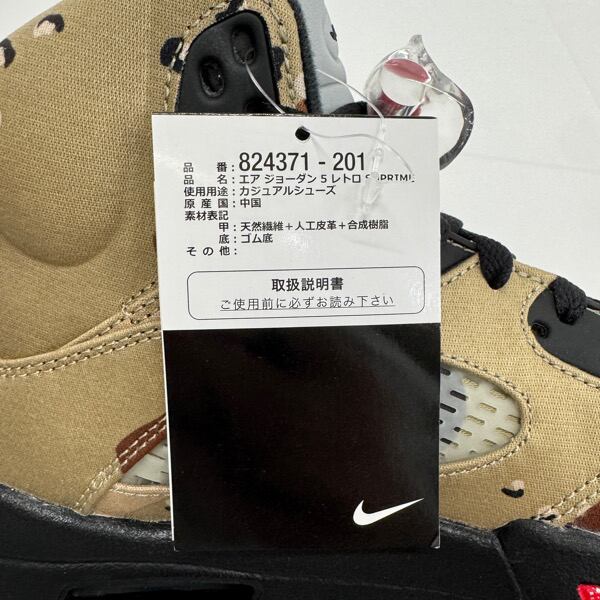 品 番：824371-201
品 名：エア ジョーダン 5 レトロ SUPRIME
使用用途：カジュアルシューズ
原 産 国：中国
素材表記
甲：天然繊維＋人工皮革＋合成樹脂
底：ゴム底
そ の 他：
取扱説明書
ご使用前に必ずお読み下さい